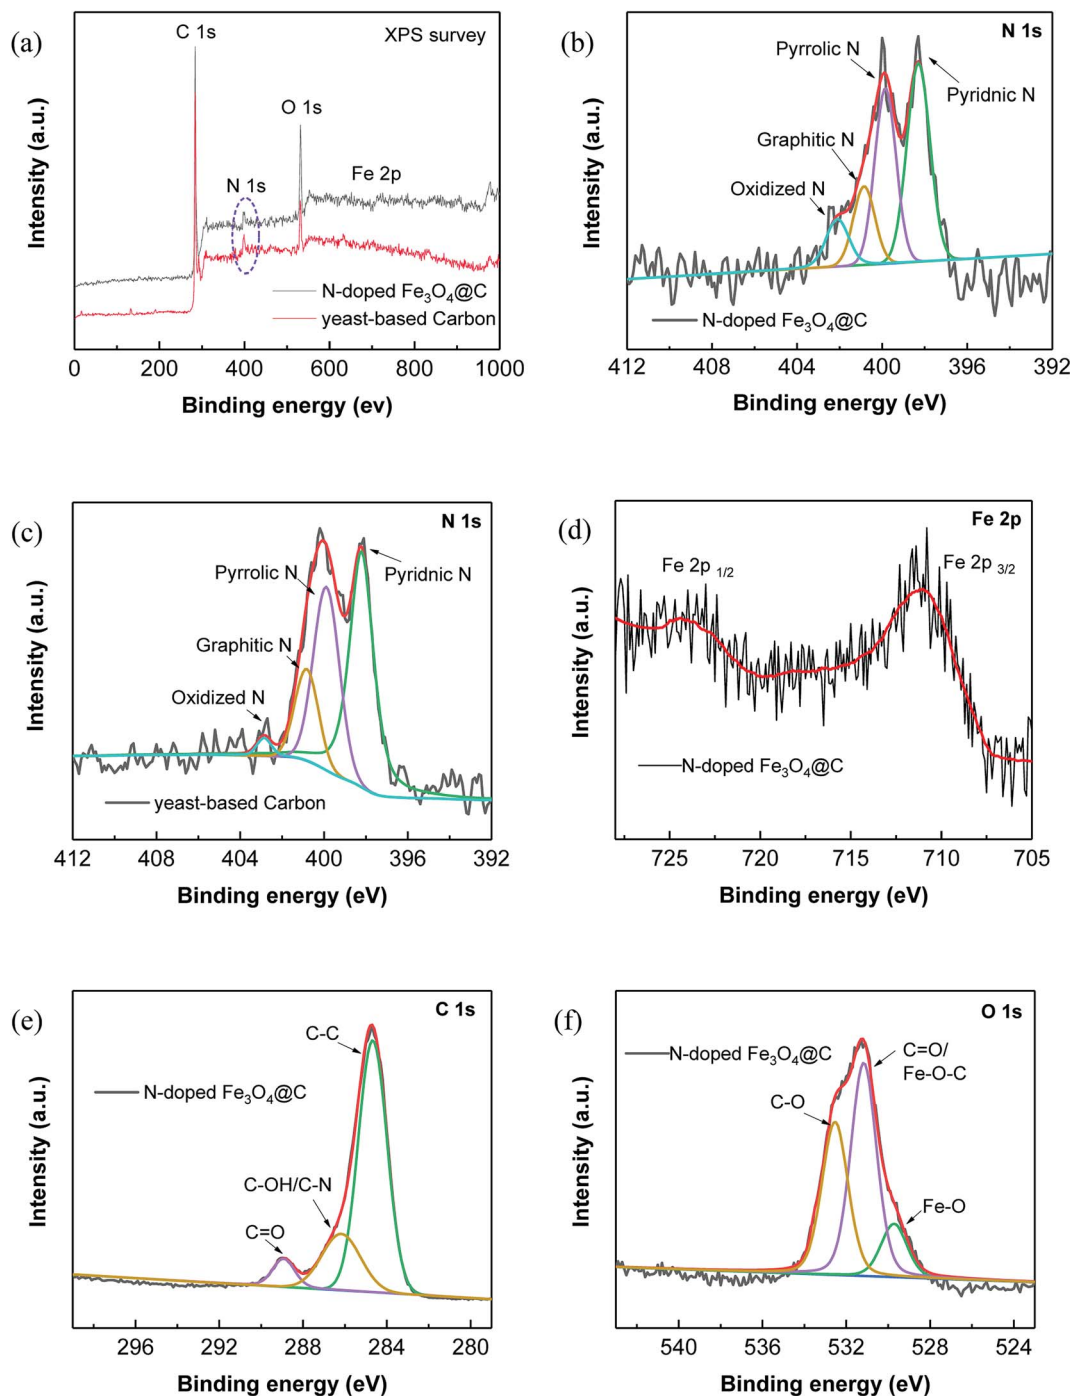 (a)
C 1s
XPS survey
O 1s
N 1s
Fe 2p
N-doped Fe₃O₄@C
yeast-based Carbon
Intensity (a.u.)
0 200 400 600 800 1000
Binding energy (ev)
(b)
N 1s
Pyrrolic N
Pyridnic N
Graphitic N
Oxidized N
N-doped Fe₃O₄@C
Intensity (a.u.)
412 408 404 400 396 392
Binding energy (eV)
(c)
N 1s
Pyrrolic N
Pyridnic N
Graphitic N
Oxidized N
yeast-based Carbon
Intensity (a.u.)
412 408 404 400 396 392
Binding energy (eV)
(d)
Fe 2p
Fe 2p 1/2
Fe 2p 3/2
N-doped Fe₃O₄@C
Intensity (a.u.)
725 720 715 710 705
Binding energy (eV)
(e)
C 1s
C-C
N-doped Fe₃O₄@C
C-OH/C-N
C=O
Intensity (a.u.)
296 292 288 284 280
Binding energy (eV)
(f)
O 1s
N-doped Fe₃O₄@C
C=O/
Fe-O-C
C-O
Fe-O
Intensity (a.u.)
540 536 532 528 524
Binding energy (eV)